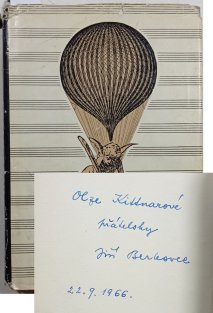 Olze Kittnarové
přátelsky
Jiří Berkovec
22.9.1966.